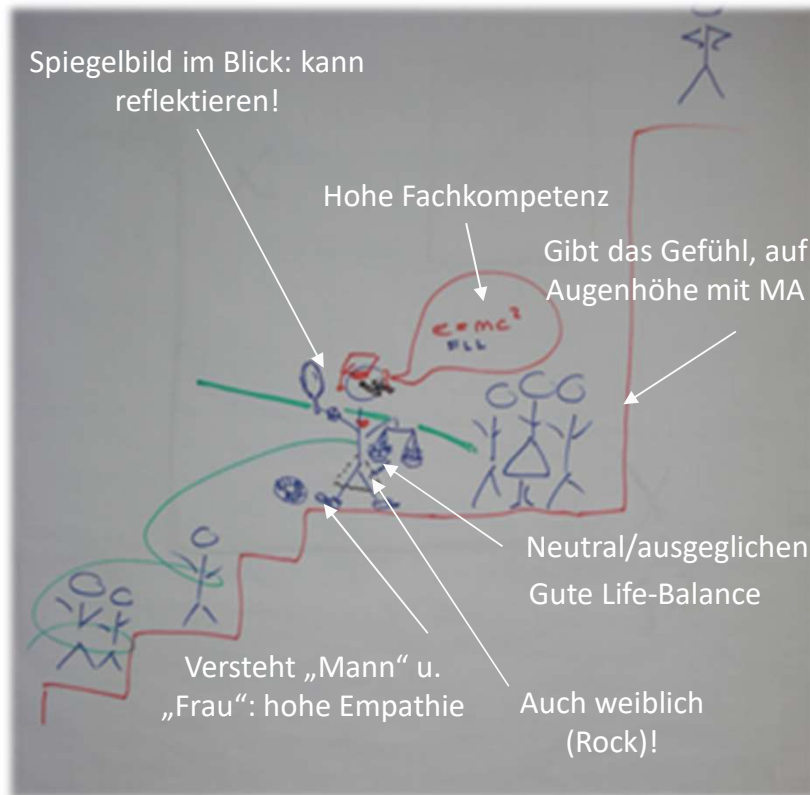 Spiegelbild im Blick: kann
reflektieren!
Hohe Fachkompetenz
Gibt das Gefühl, auf
Augenhöhe mit MA
e=mc²
FLL
Neutral/ausgeglichen
Gute Life-Balance
Versteht „Mann“ u.
„Frau“: hohe Empathie
Auch weiblich
(Rock)!